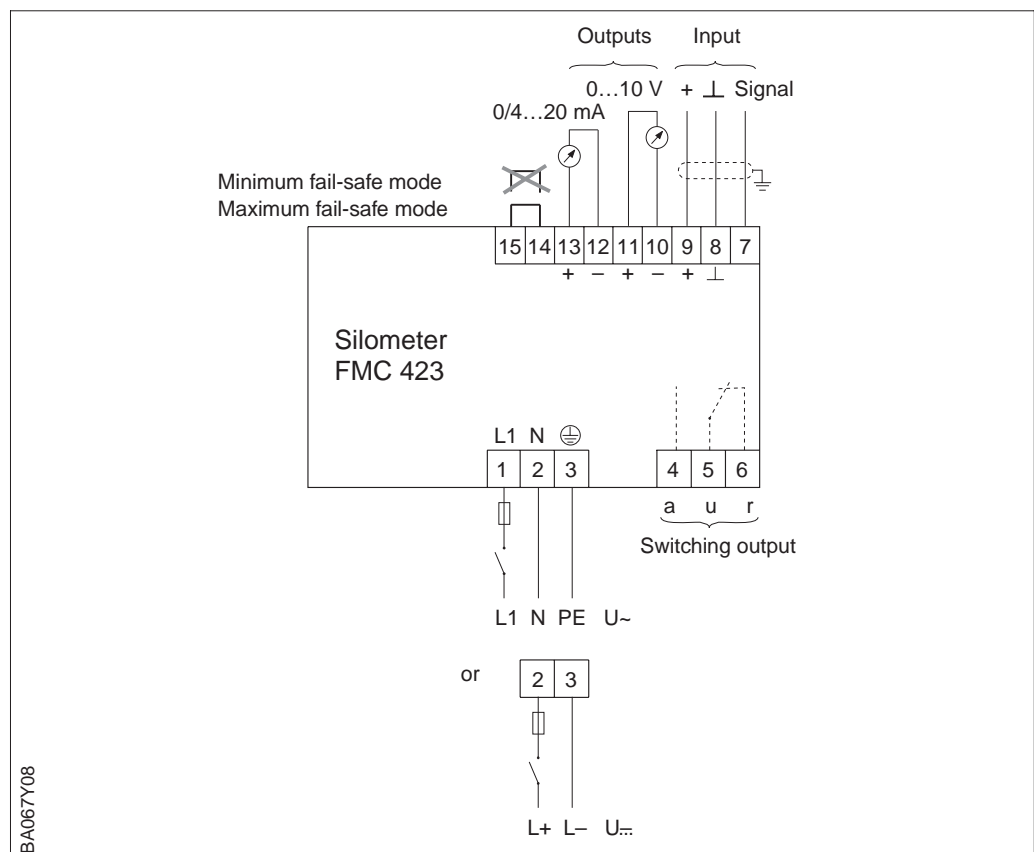 Outputs Input
0…10 V + ⊥ Signal
0/4…20 mA
Minimum fail-safe mode
Maximum fail-safe mode
15 14 13 12 11 10 9 8 7
+ – + – + ⊥
Silometer
FMC 423
L1 N
1 2 3 4 5 6
a u r
Switching output
L1 N PE U~
or 2 3
L+ L– U⎓
BA067Y08